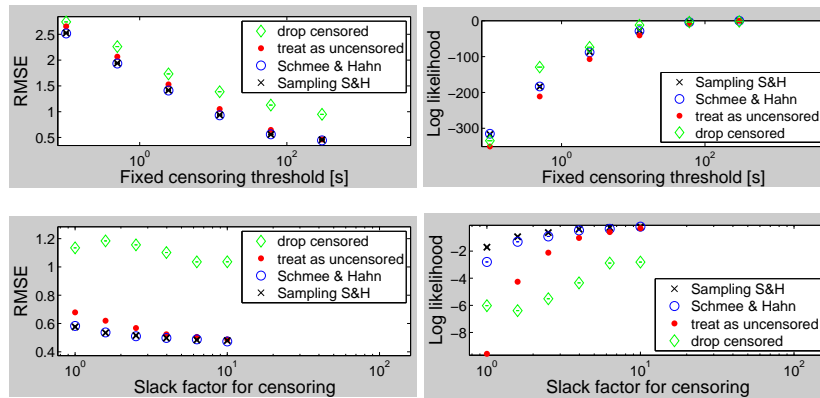 2.5
2
1.5
1
0.5
RMSE
drop censored
treat as uncensored
Schmee & Hahn
Sampling S&H
10^0
10^2
Fixed censoring threshold [s]
0
-100
-200
-300
Log likelihood
Sampling S&H
Schmee & Hahn
treat as uncensored
drop censored
10^0
10^2
Fixed censoring threshold [s]
1.2
1
0.8
0.6
0.4
RMSE
drop censored
treat as uncensored
Schmee & Hahn
Sampling S&H
10^0
10^1
10^2
Slack factor for censoring
−2
−4
−6
−8
Log likelihood
Sampling S&H
Schmee & Hahn
treat as uncensored
drop censored
10^0
10^1
10^2
Slack factor for censoring